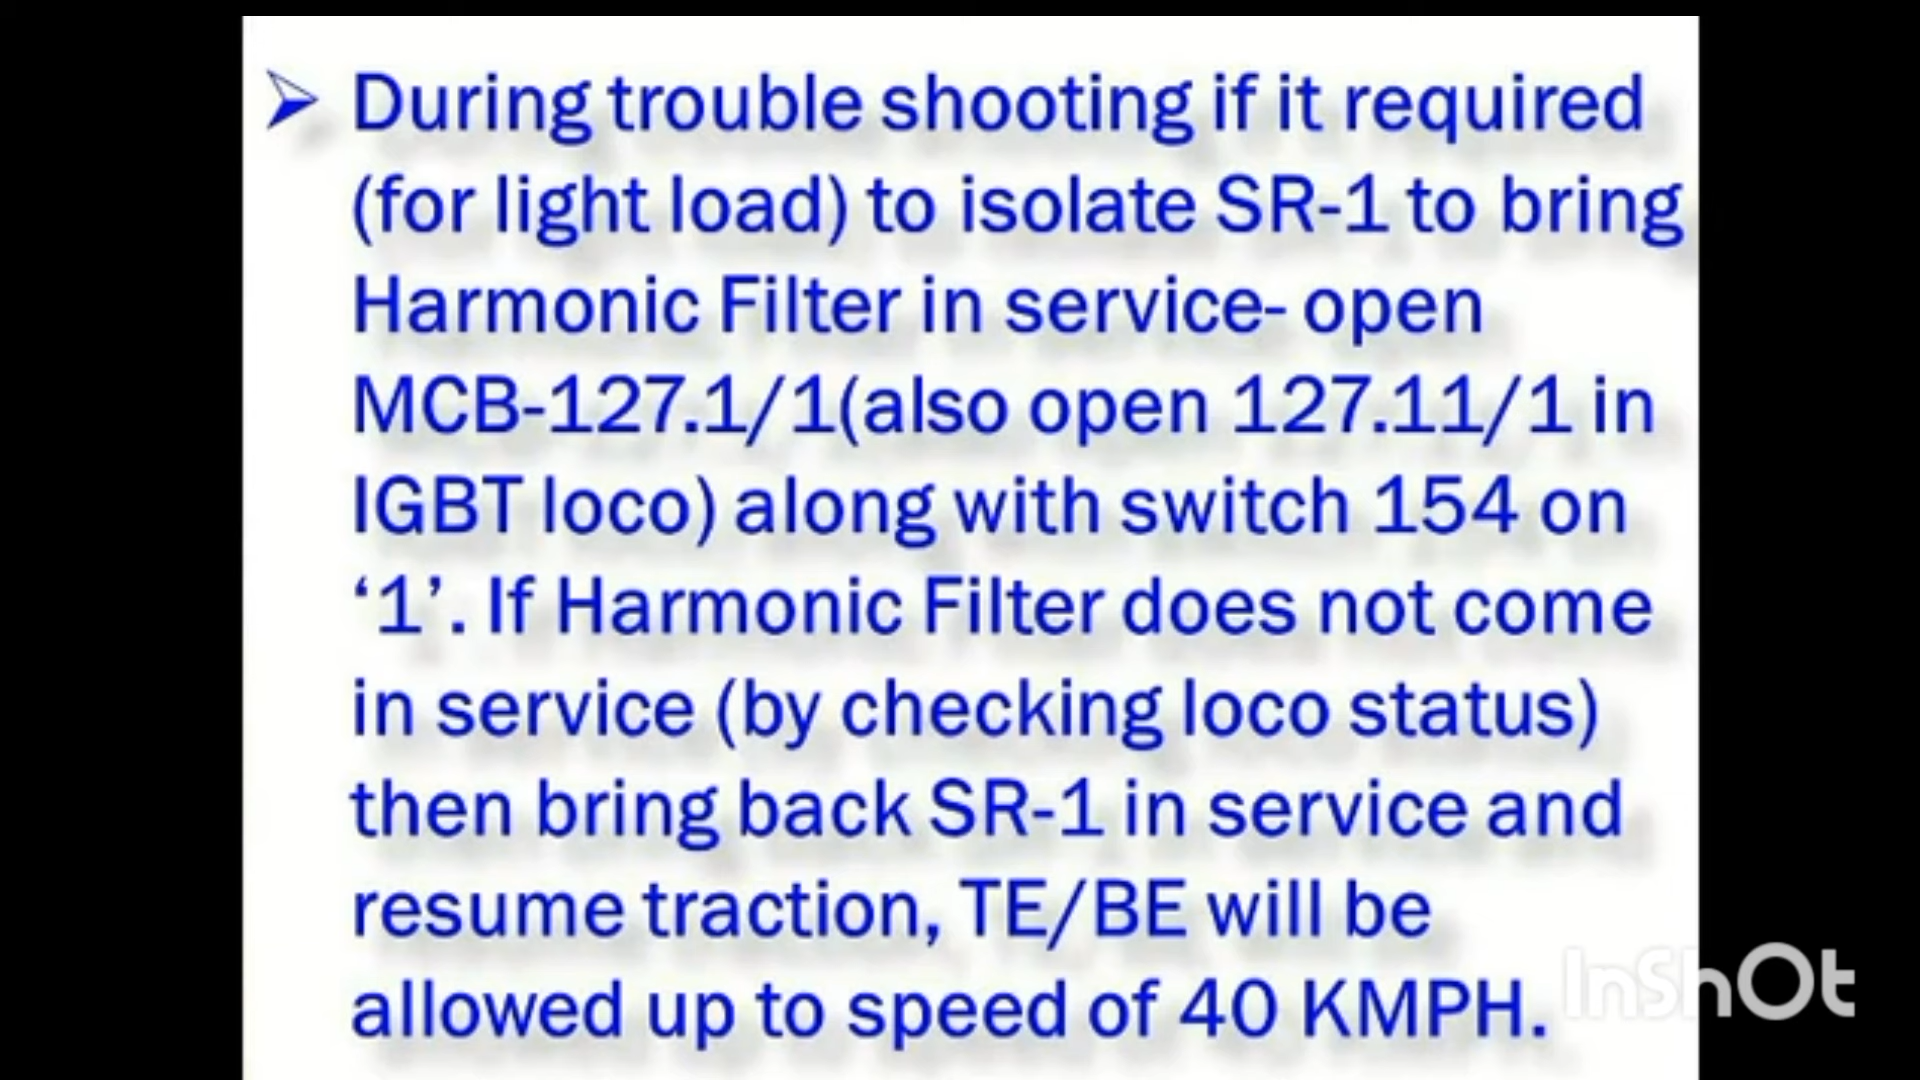 ➢ During trouble shooting if it required
(for light load) to isolate SR-1 to bring
Harmonic Filter in service- open
MCB-127.1/1(also open 127.11/1 in
IGBT loco) along with switch 154 on
‘1’. If Harmonic Filter does not come
in service (by checking loco status)
then bring back SR-1 in service and
resume traction, TE/BE will be
allowed up to speed of 40 KMPH.
InShOt